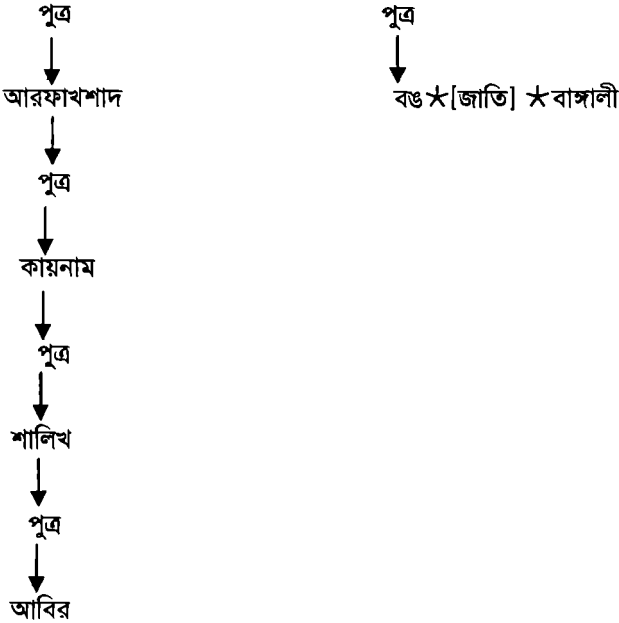 পুত্র পুত্র
আরফাখশাদ বঙ★[জাতি] ★বাঙ্গালী
পুত্র
কায়নাম
পুত্র
শালিখ
পুত্র
আবির